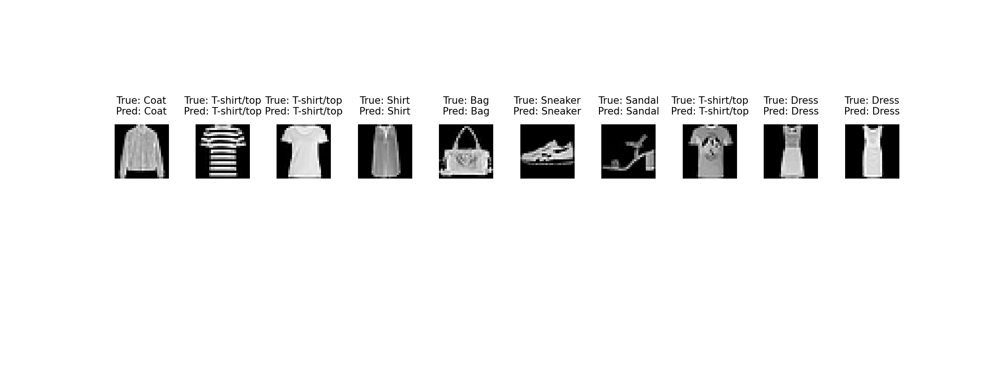 True: Coat
Pred: Coat
True: T-shirt/top
Pred: T-shirt/top
True: T-shirt/top
Pred: T-shirt/top
True: Shirt
Pred: Shirt
True: Bag
Pred: Bag
True: Sneaker
Pred: Sneaker
True: Sandal
Pred: Sandal
True: T-shirt/top
Pred: T-shirt/top
True: Dress
Pred: Dress
True: Dress
Pred: Dress